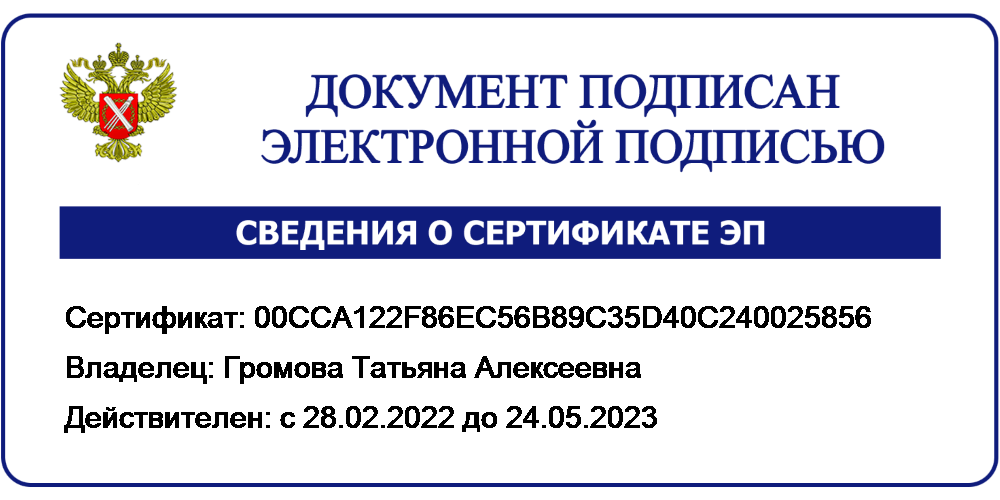 ДОКУМЕНТ ПОДПИСАН
ЭЛЕКТРОННОЙ ПОДПИСЬЮ
СВЕДЕНИЯ О СЕРТИФИКАТЕ ЭП
Сертификат: 00CCA122F86EC56B89C35D40C240025856
Владелец: Громова Татьяна Алексеевна
Действителен: с 28.02.2022 до 24.05.2023